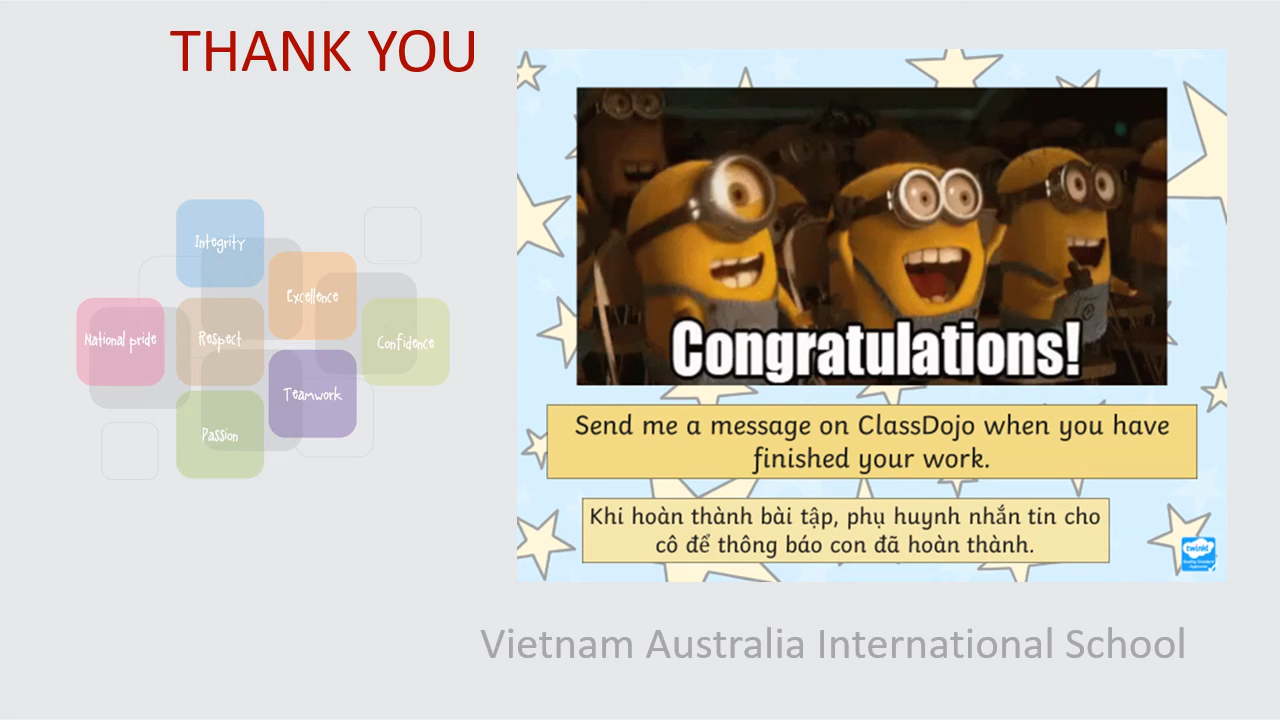 THANK YOU
Integrity
Excellence
National pride
Respect
Confidence
Teamwork
Passion
Congratulations!
Send me a message on ClassDojo when you have
finished your work.
Khi hoàn thành bài tập, phụ huynh nhắn tin cho
cô để thông báo con đã hoàn thành.
twinkl
Vietnam Australia International School